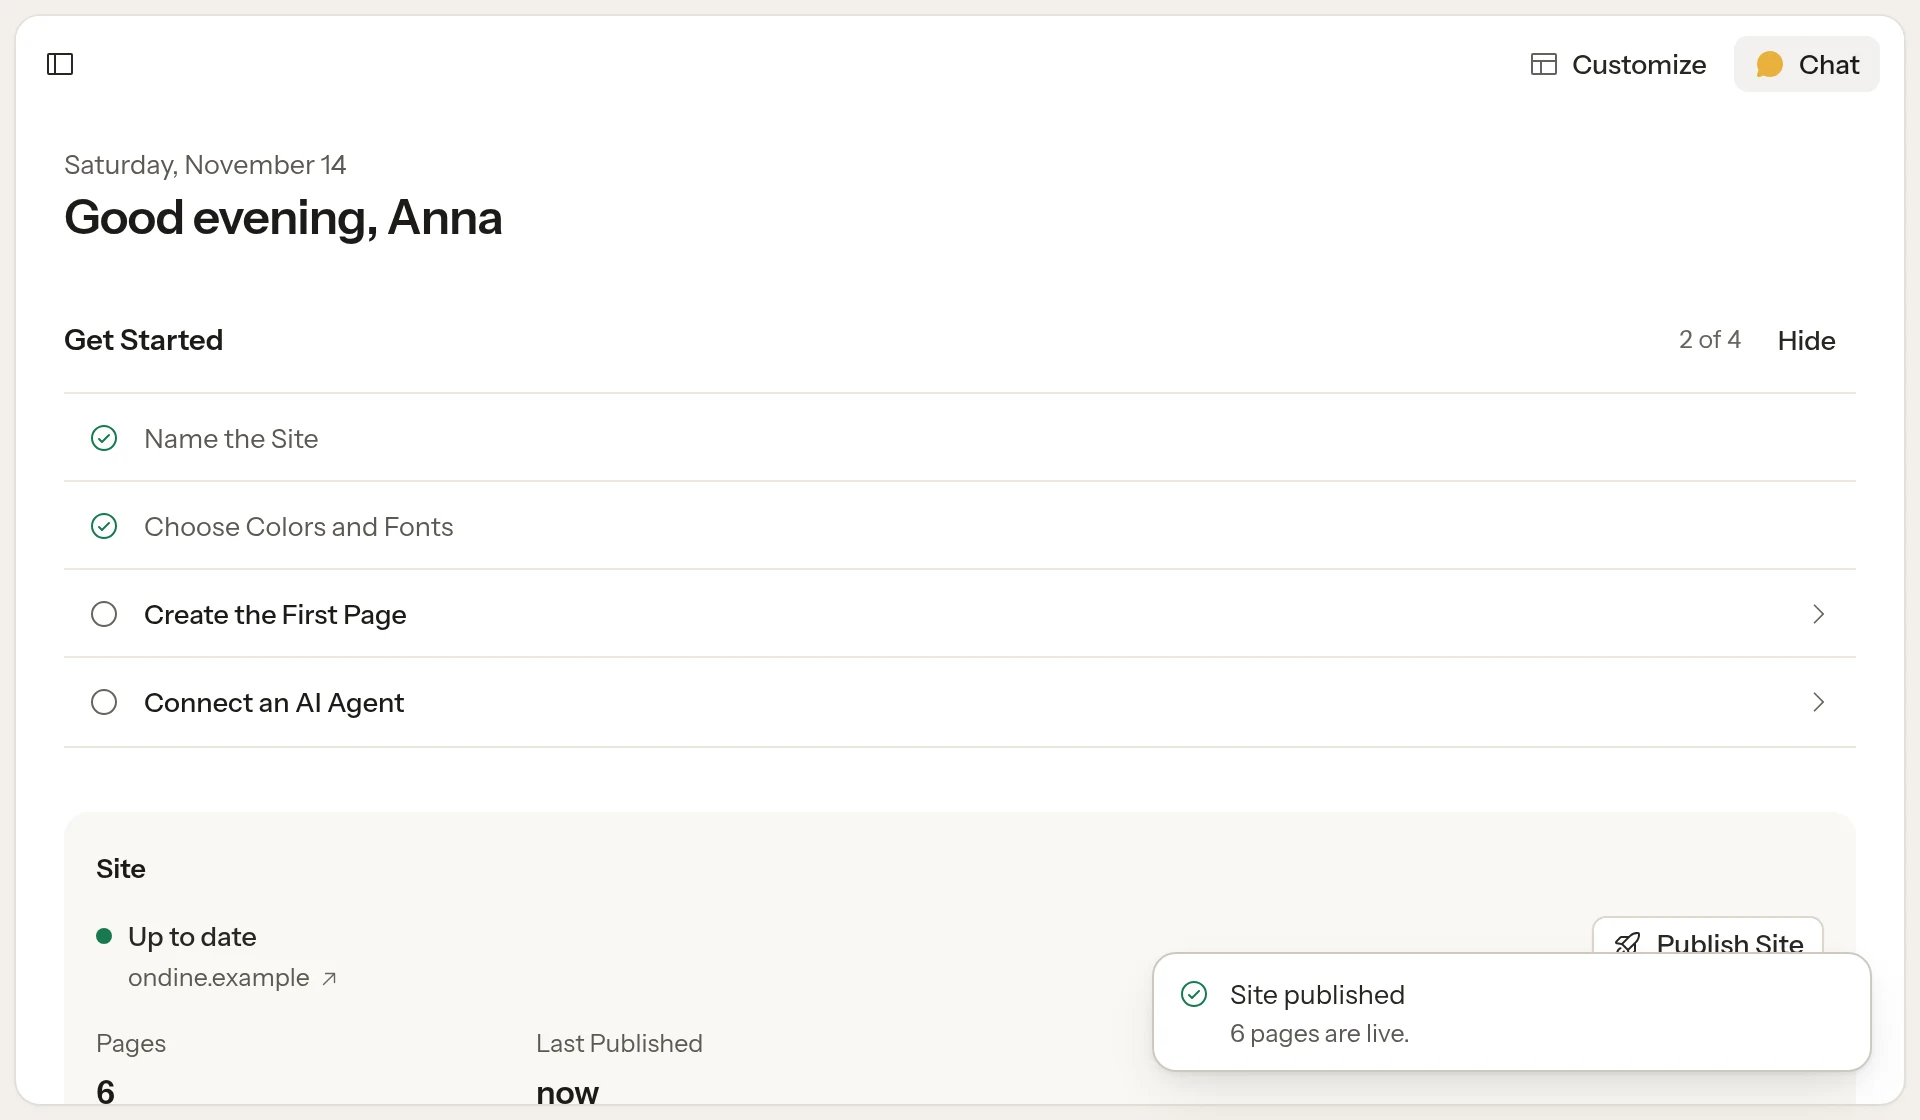 Customize
Chat
Saturday, November 14
Good evening, Anna
Get Started
2 of 4
Hide
Name the Site
Choose Colors and Fonts
Create the First Page
Connect an AI Agent
Site
Up to date
Publish Site
ondine.example
Site published
6 pages are live.
Pages
Last Published
6
now